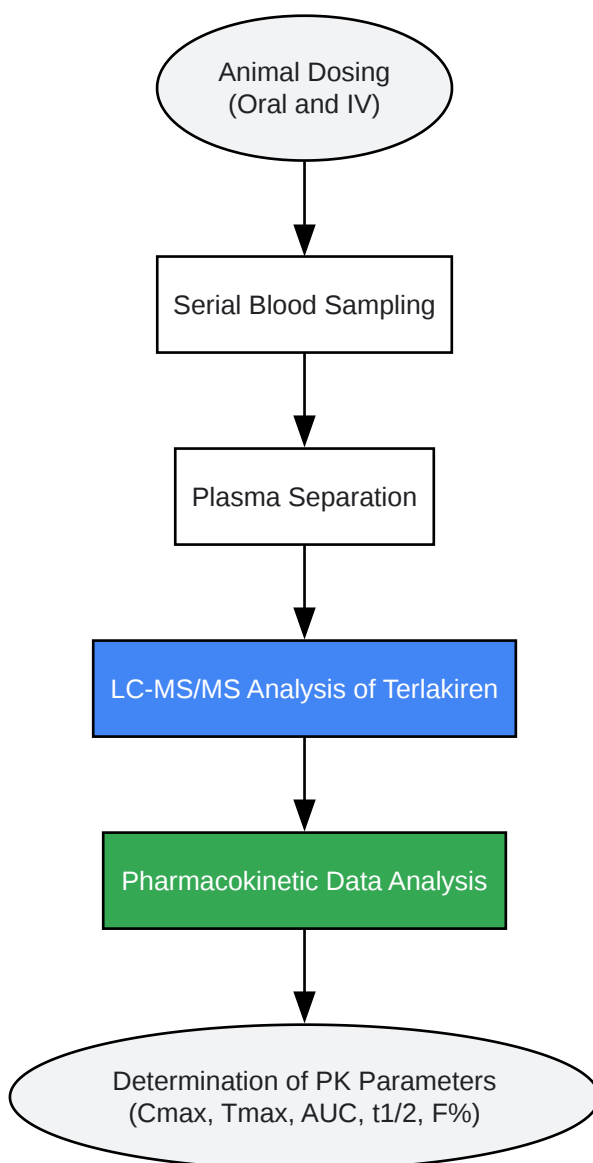 Animal Dosing
(Oral and IV)
Serial Blood Sampling
Plasma Separation
LC-MS/MS Analysis of Terlakiren
Pharmacokinetic Data Analysis
Determination of PK Parameters
(Cmax, Tmax, AUC, t1/2, F%)